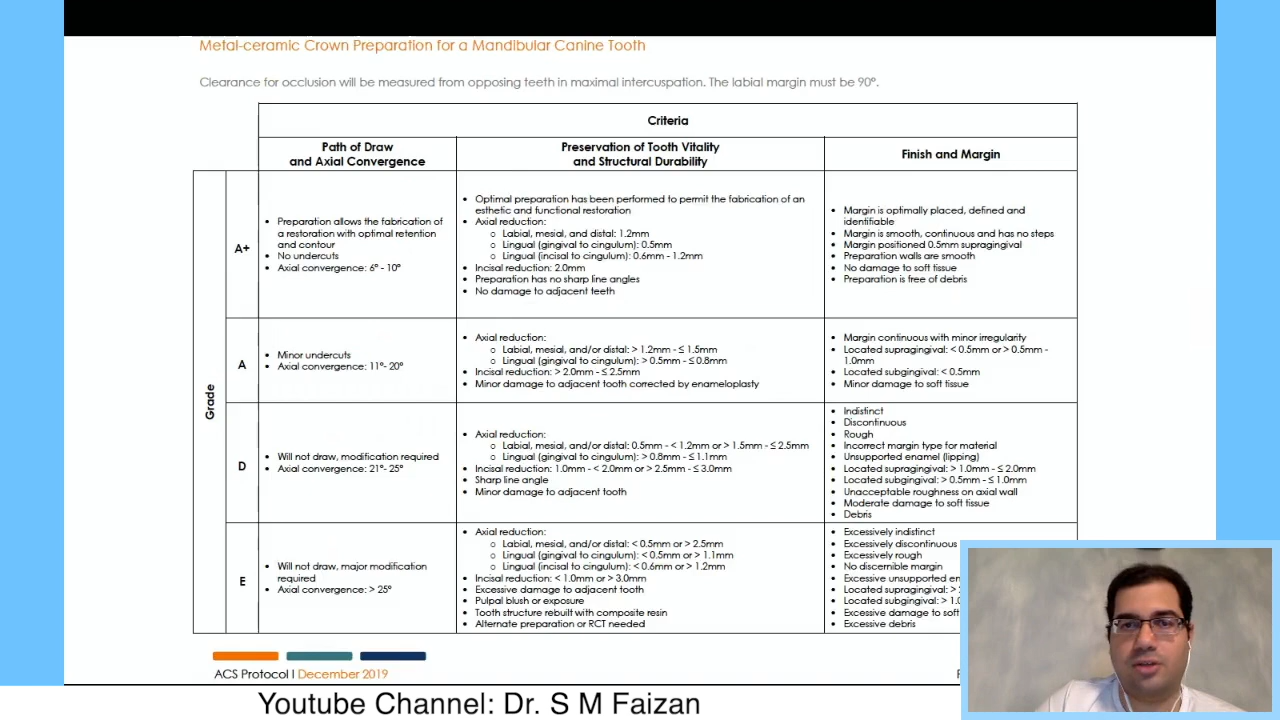 Metal-ceramic Crown Preparation for a Mandibular Canine Tooth
Clearance for occlusion will be measured from opposing teeth in maximal intercuspation. The labial margin must be 90°.
Criteria
Path of Draw
and Axial Convergence
Preservation of Tooth Vitality
and Structural Durability
Finish and Margin
Grade
A+
• Preparation allows the fabrication of
a restoration with optimal retention
and contour
• No undercuts
• Axial convergence: 6° - 10°
• Optimal preparation has been performed to permit the fabrication of an
esthetic and functional restoration
• Axial reduction:
o Labial, mesial, and distal: 1.2mm
o Lingual (gingival to cingulum): 0.5mm
o Lingual (incisal to cingulum): 0.6mm - 1.2mm
• Incisal reduction: 2.0mm
• Preparation has no sharp line angles
• No damage to adjacent teeth
• Margin is optimally placed, defined and
identifiable
• Margin is smooth, continuous and has no steps
• Margin positioned 0.5mm supragingival
• Preparation walls are smooth
• No damage to soft tissue
• Preparation is free of debris
A
• Minor undercuts
• Axial convergence: 11°- 20°
• Axial reduction:
o Labial, mesial, and/or distal: > 1.2mm - ≤ 1.5mm
o Lingual (gingival to cingulum): > 0.5mm - ≤ 0.8mm
• Incisal reduction: > 2.0mm - ≤ 2.5mm
• Minor damage to adjacent tooth corrected by enameloplasty
• Margin continuous with minor irregularity
• Located supragingival: < 0.5mm or > 0.5mm -
1.0mm
• Located subgingival: < 0.5mm
• Minor damage to soft tissue
D
• Will not draw, modification required
• Axial convergence: 21°- 25°
• Axial reduction:
o Labial, mesial, and/or distal: 0.5mm - < 1.2mm or > 1.5mm - ≤ 2.5mm
o Lingual (gingival to cingulum): > 0.8mm - ≤ 1.1mm
• Incisal reduction: 1.0mm - < 2.0mm or > 2.5mm - ≤ 3.0mm
• Sharp line angle
• Minor damage to adjacent tooth
• Indistinct
• Discontinuous
• Rough
• Incorrect margin type for material
• Unsupported enamel (lipping)
• Located supragingival: > 1.0mm - ≤ 2.0mm
• Located subgingival: > 0.5mm - ≤ 1.0mm
• Unacceptable roughness on axial wall
• Moderate damage to soft tissue
• Debris
E
• Will not draw, major modification
required
• Axial convergence: > 25°
• Axial reduction:
o Labial, mesial, and/or distal: < 0.5mm or > 2.5mm
o Lingual (gingival to cingulum): < 0.5mm or > 1.1mm
o Lingual (incisal to cingulum): < 0.6mm or > 1.2mm
• Incisal reduction: < 1.0mm or > 3.0mm
• Excessive damage to adjacent tooth
• Pulpal blush or exposure
• Tooth structure rebuilt with composite resin
• Alternate preparation or RCT needed
• Excessively indistinct
• Excessively discontinuous
• Excessively rough
• No discernible margin
• Excessive unsupported
• Located supragingival: >
• Located subgingival: > 1.0
• Excessive damage to soft
• Excessive debris
ACS Protocol | December 2019
Youtube Channel: Dr. S M Faizan